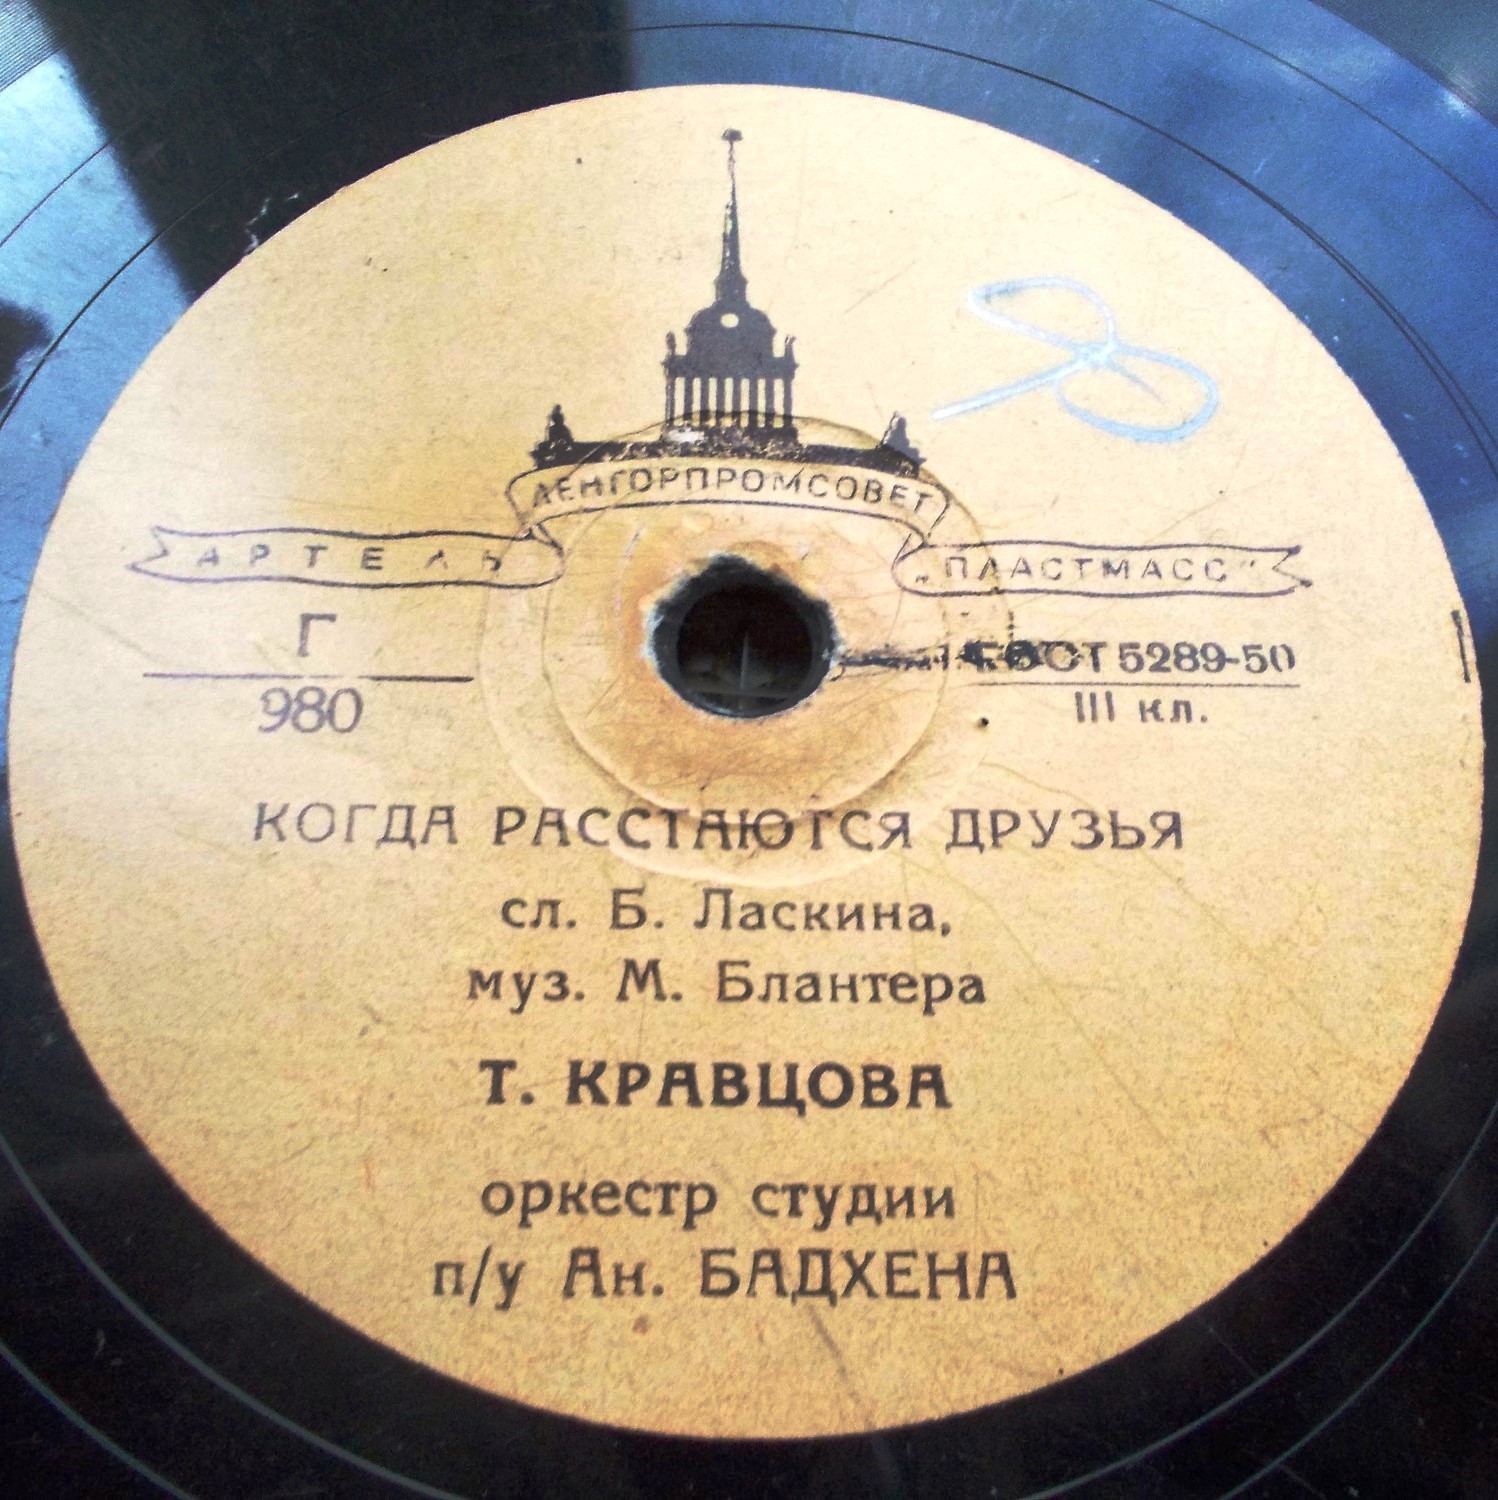 ЛЕНГОРПРОМСОВЕТ
АРТЕЛЬ „ПЛАСТМАСС"
Г
980
ГОСТ 5289-50
III кл.
КОГДА РАССТАЮТСЯ ДРУЗЬЯ
сл. Б. Ласкина,
муз. М. Блантера
Т. КРАВЦОВА
оркестр студии
п/у Ан. БАДХЕНА